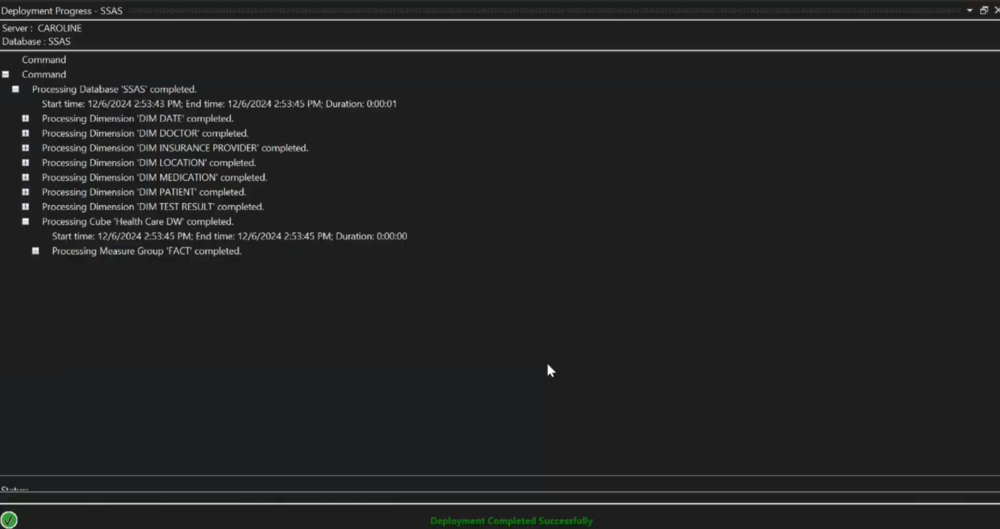 Deployment Progress - SSAS
Server : CAROLINE
Database : SSAS
Command
Command
Processing Database 'SSAS' completed.
Start time: 12/6/2024 2:53:43 PM; End time: 12/6/2024 2:53:45 PM; Duration: 0:00:01
Processing Dimension 'DIM DATE' completed.
Processing Dimension 'DIM DOCTOR' completed.
Processing Dimension 'DIM INSURANCE PROVIDER' completed.
Processing Dimension 'DIM LOCATION' completed.
Processing Dimension 'DIM MEDICATION' completed.
Processing Dimension 'DIM PATIENT' completed.
Processing Dimension 'DIM TEST RESULT' completed.
Processing Cube 'Health Care DW' completed.
Start time: 12/6/2024 2:53:45 PM; End time: 12/6/2024 2:53:45 PM; Duration: 0:00:00
Processing Measure Group 'FACT' completed.
Status:
Deployment Completed Successfully